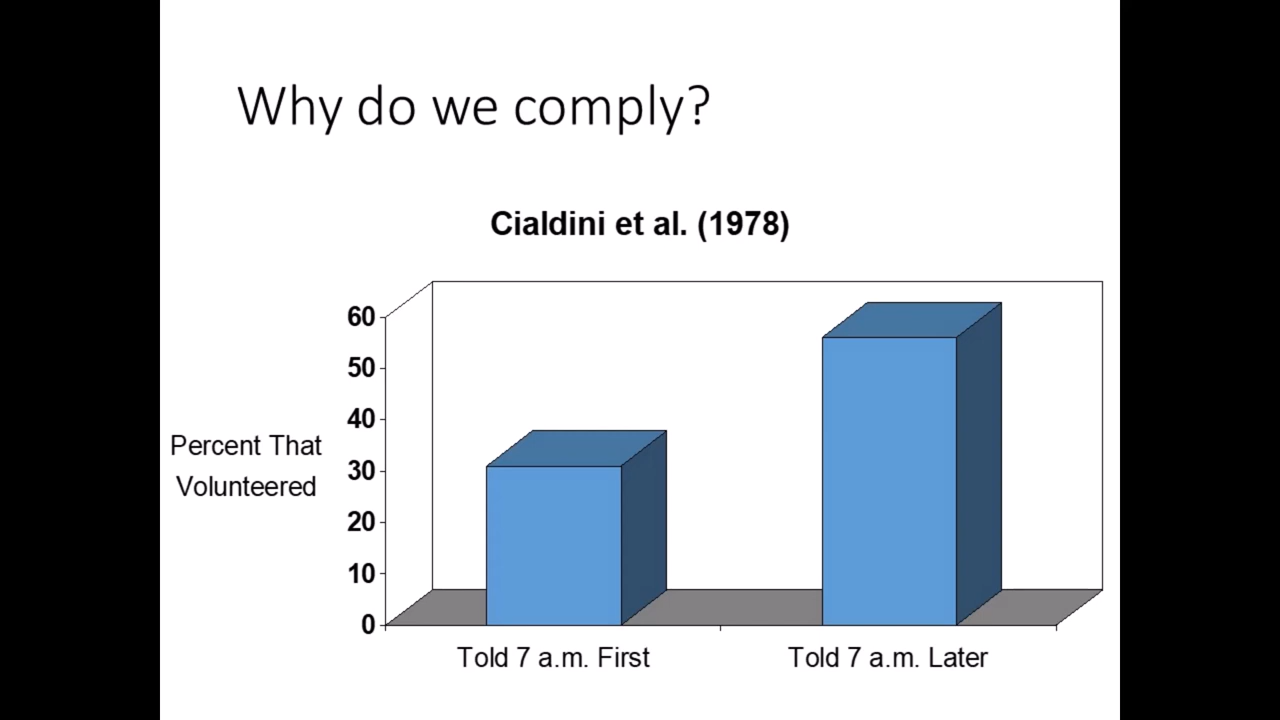 Why do we comply?
Cialdini et al. (1978)
60
50
40
30
20
10
0
Percent That
Volunteered
Told 7 a.m. First
Told 7 a.m. Later